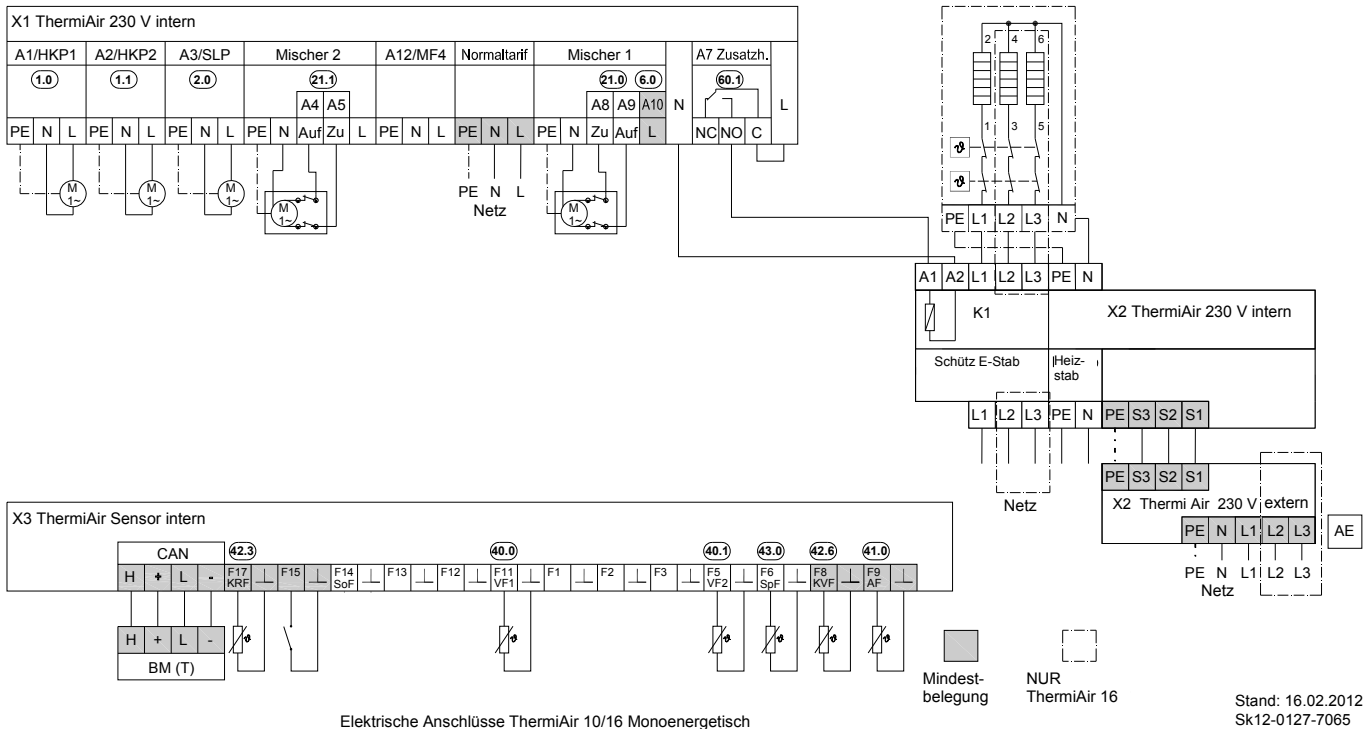 X1 ThermiAir 230 V intern
A1/HKP1 A2/HKP2 A3/SLP Mischer 2 A12/MF4 Normaltarif Mischer 1 A7 Zusatzh.
1.0 1.1 2.0 21.1 21.0 6.0 60.1
A4 A5 A8 A9 A10 N L
PE N L PE N L PE N L PE N Auf Zu L PE N L PE N L PE N Zu Auf L NC NO C
M 1~ M 1~ M 1~ M 1~ M 1~
PE N L
Netz
2 4 6
1 3 5
ϑ
ϑ
PE L1 L2 L3 N
A1 A2 L1 L2 L3 PE N
K1 X2 ThermiAir 230 V intern
Schütz E-Stab Heiz-
stab
L1 L2 L3 PE N PE S3 S2 S1
Netz
PE S3 S2 S1
X2 Thermi Air 230 V extern
PE N L1 L2 L3 AE
PE N L1 L2 L3
Netz
X3 ThermiAir Sensor intern
CAN 42.3 40.0 40.1 43.0 42.6 41.0
H + L - F17 KRF F15 F14 SoF F13 F12 F11 VF1 F1 F2 F3 F5 VF2 F6 SpF F8 KVF F9 AF
ϑ ϑ ϑ ϑ ϑ ϑ
H + L -
BM (T)
Mindest-
belegung
NUR
ThermiAir 16
Elektrische Anschlüsse ThermiAir 10/16 Monoenergetisch
Stand: 16.02.2012
Sk12-0127-7065